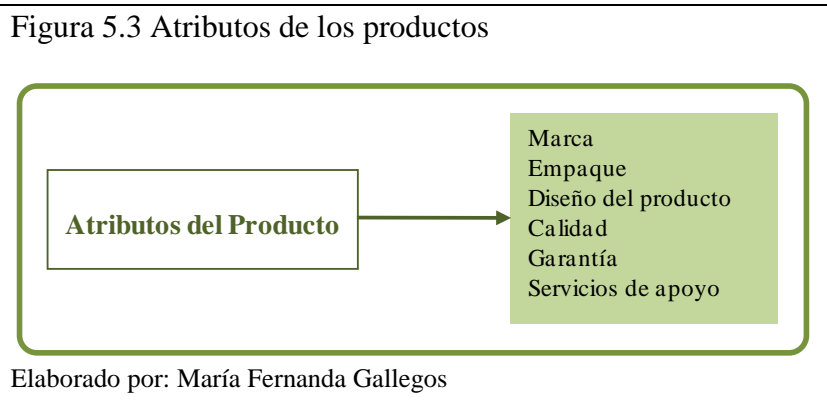 Figura 5.3 Atributos de los productos
Atributos del Producto
Marca
Empaque
Diseño del producto
Calidad
Garantía
Servicios de apoyo
Elaborado por: María Fernanda Gallegos